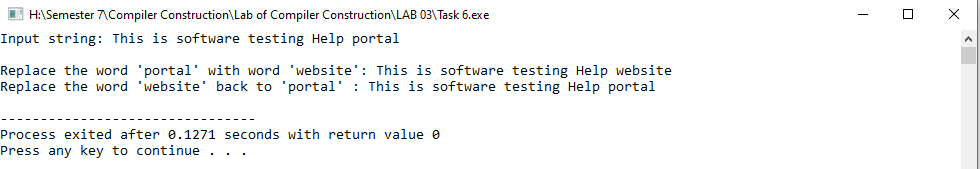 H:\Semester 7\Compiler Construction\Lab of Compiler Construction\LAB 03\Task 6.exe
Input string: This is software testing Help portal
Replace the word 'portal' with word 'website': This is software testing Help website
Replace the word 'website' back to 'portal' : This is software testing Help portal
--------------------------------
Process exited after 0.1271 seconds with return value 0
Press any key to continue . . .